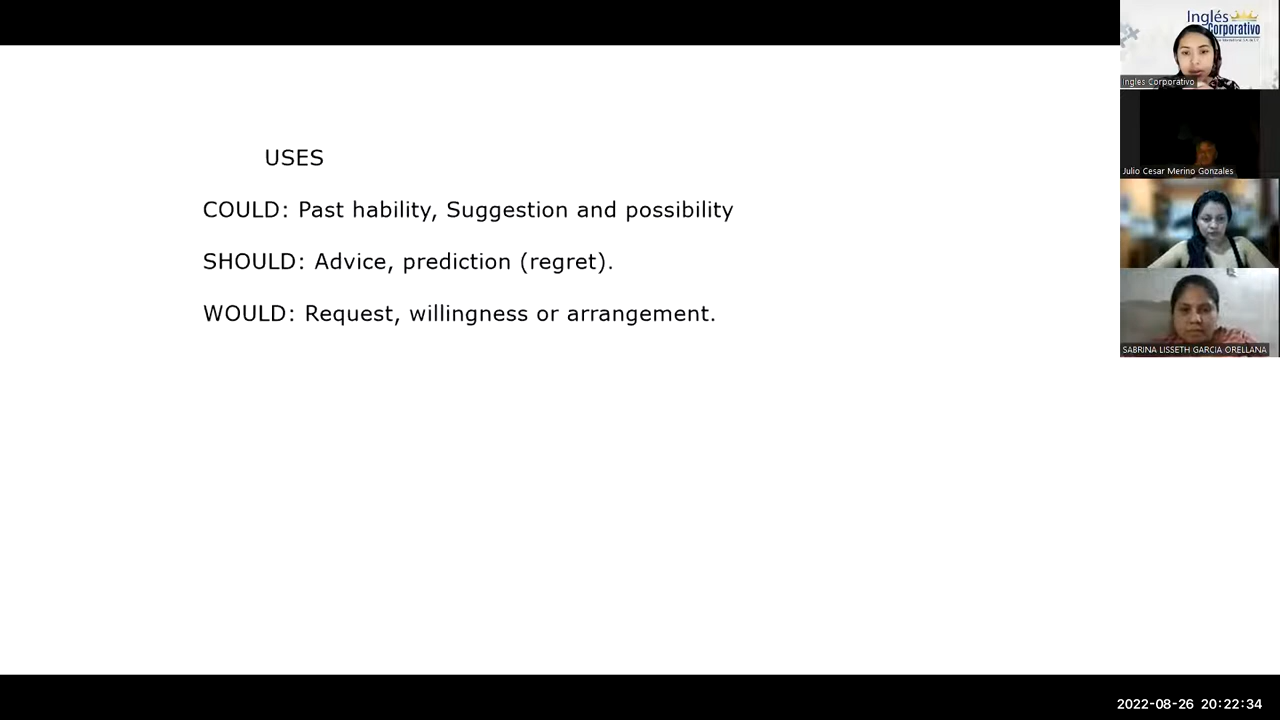 USES
COULD: Past hability, Suggestion and possibility
SHOULD: Advice, prediction (regret).
WOULD: Request, willingness or arrangement.
Inglés
Corporativo
Ingles Corporativo
Julio Cesar Merino Gonzales
SABRINA LISSETH GARCIA ORELLANA
2022-08-26 20:22:34